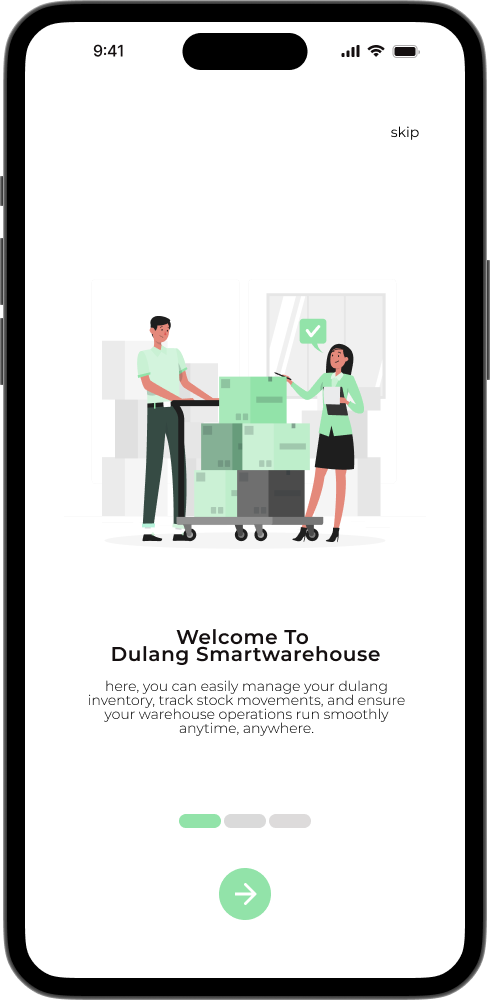 9:41
skip
Welcome To
Dulang Smartwarehouse
here, you can easily manage your dulang
inventory, track stock movements, and ensure
your warehouse operations run smoothly
anytime, anywhere.